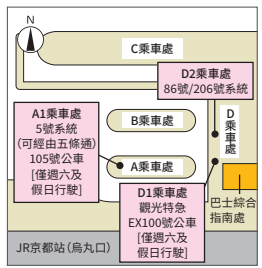 N
C乘車處
D2乘車處
86號/206號系統
A1乘車處
5號系統
(可經由五條通)
105號公車
[僅週六及
假日行駛]
B乘車處
D乘車處
A乘車處
D1乘車處
觀光特急
EX100號公車
[僅週六及
假日行駛]
巴士綜合
指南處
JR京都站(烏丸口)